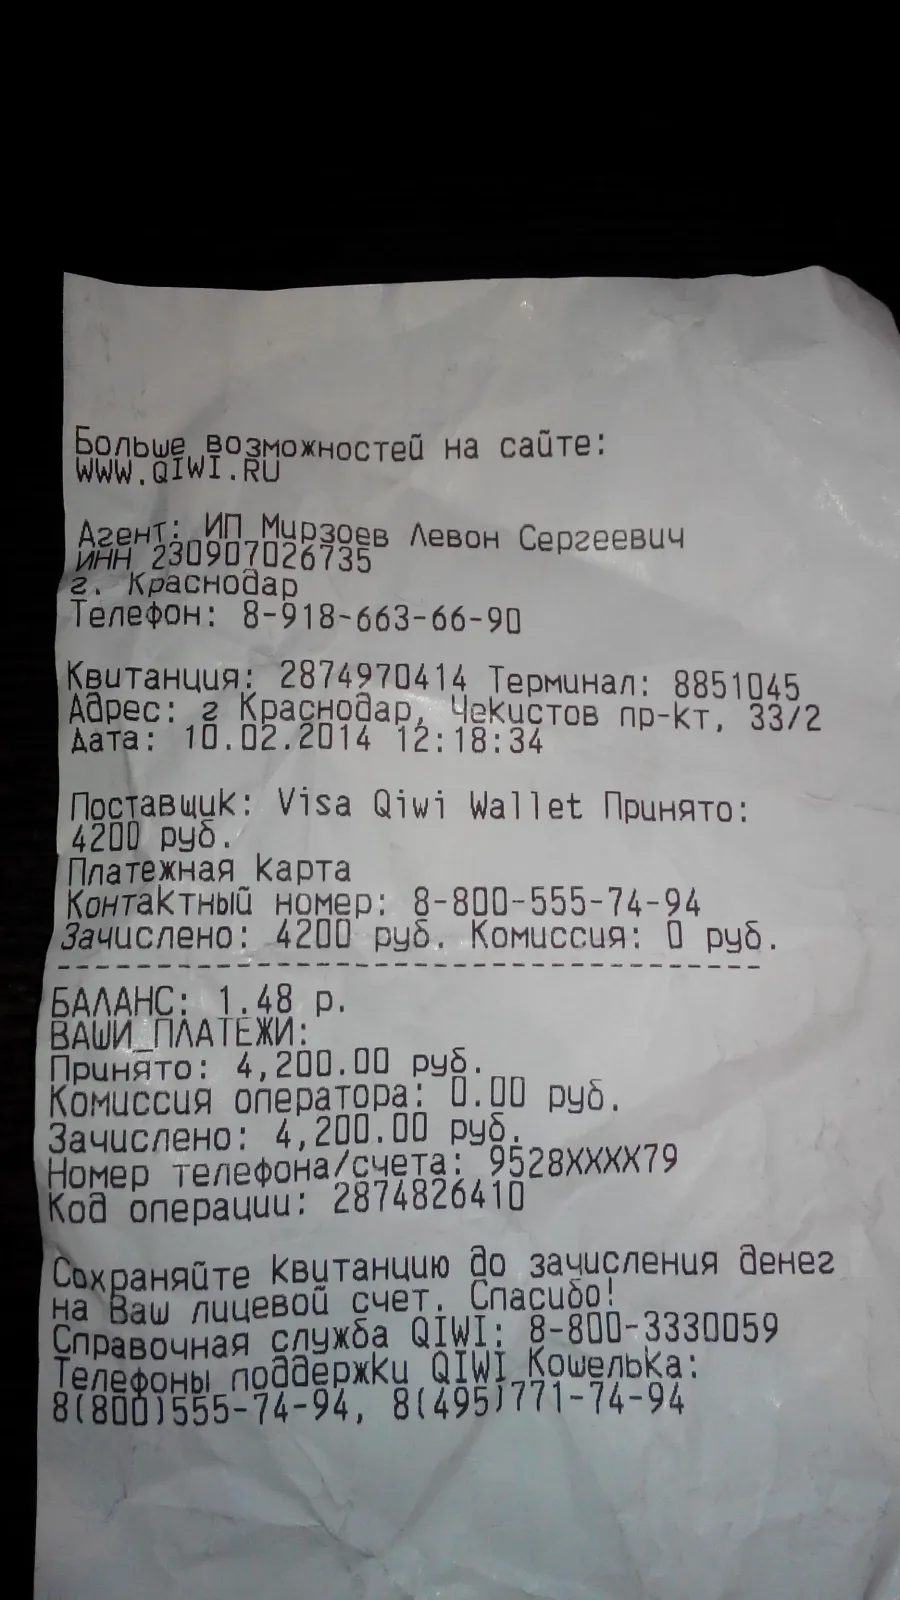 Больше возможностей на сайте:
WWW.QIWI.RU
Агент: ИП Мирзоев Левон Сергеевич
ИНН 230907026735
г. Краснодар
Телефон: 8-918-663-66-90
Квитанция: 2874970414 Терминал: 8851045
Адрес: г Краснодар, Чекистов пр-кт, 33/2
Дата: 10.02.2014 12:18:34
Поставщик: Visa Qiwi Wallet Принято:
4200 руб.
Платежная карта
Контактный номер: 8-800-555-74-94
Зачислено: 4200 руб. Комиссия: 0 руб.
--------------------------------------
БАЛАНС: 1.48 р.
ВАШИ_ПЛАТЕЖИ:
Принято: 4,200.00 руб.
Комиссия оператора: 0.00 руб.
Зачислено: 4,200.00 руб.
Номер телефона/счета: 9528XXXX79
Код операции: 2874826410
Сохраняйте квитанцию до зачисления денег
на Ваш лицевой счет. Спасибо!
Справочная служба QIWI: 8-800-3330059
Телефоны поддержки QIWI Кошелька:
8(800)555-74-94, 8(495)771-74-94